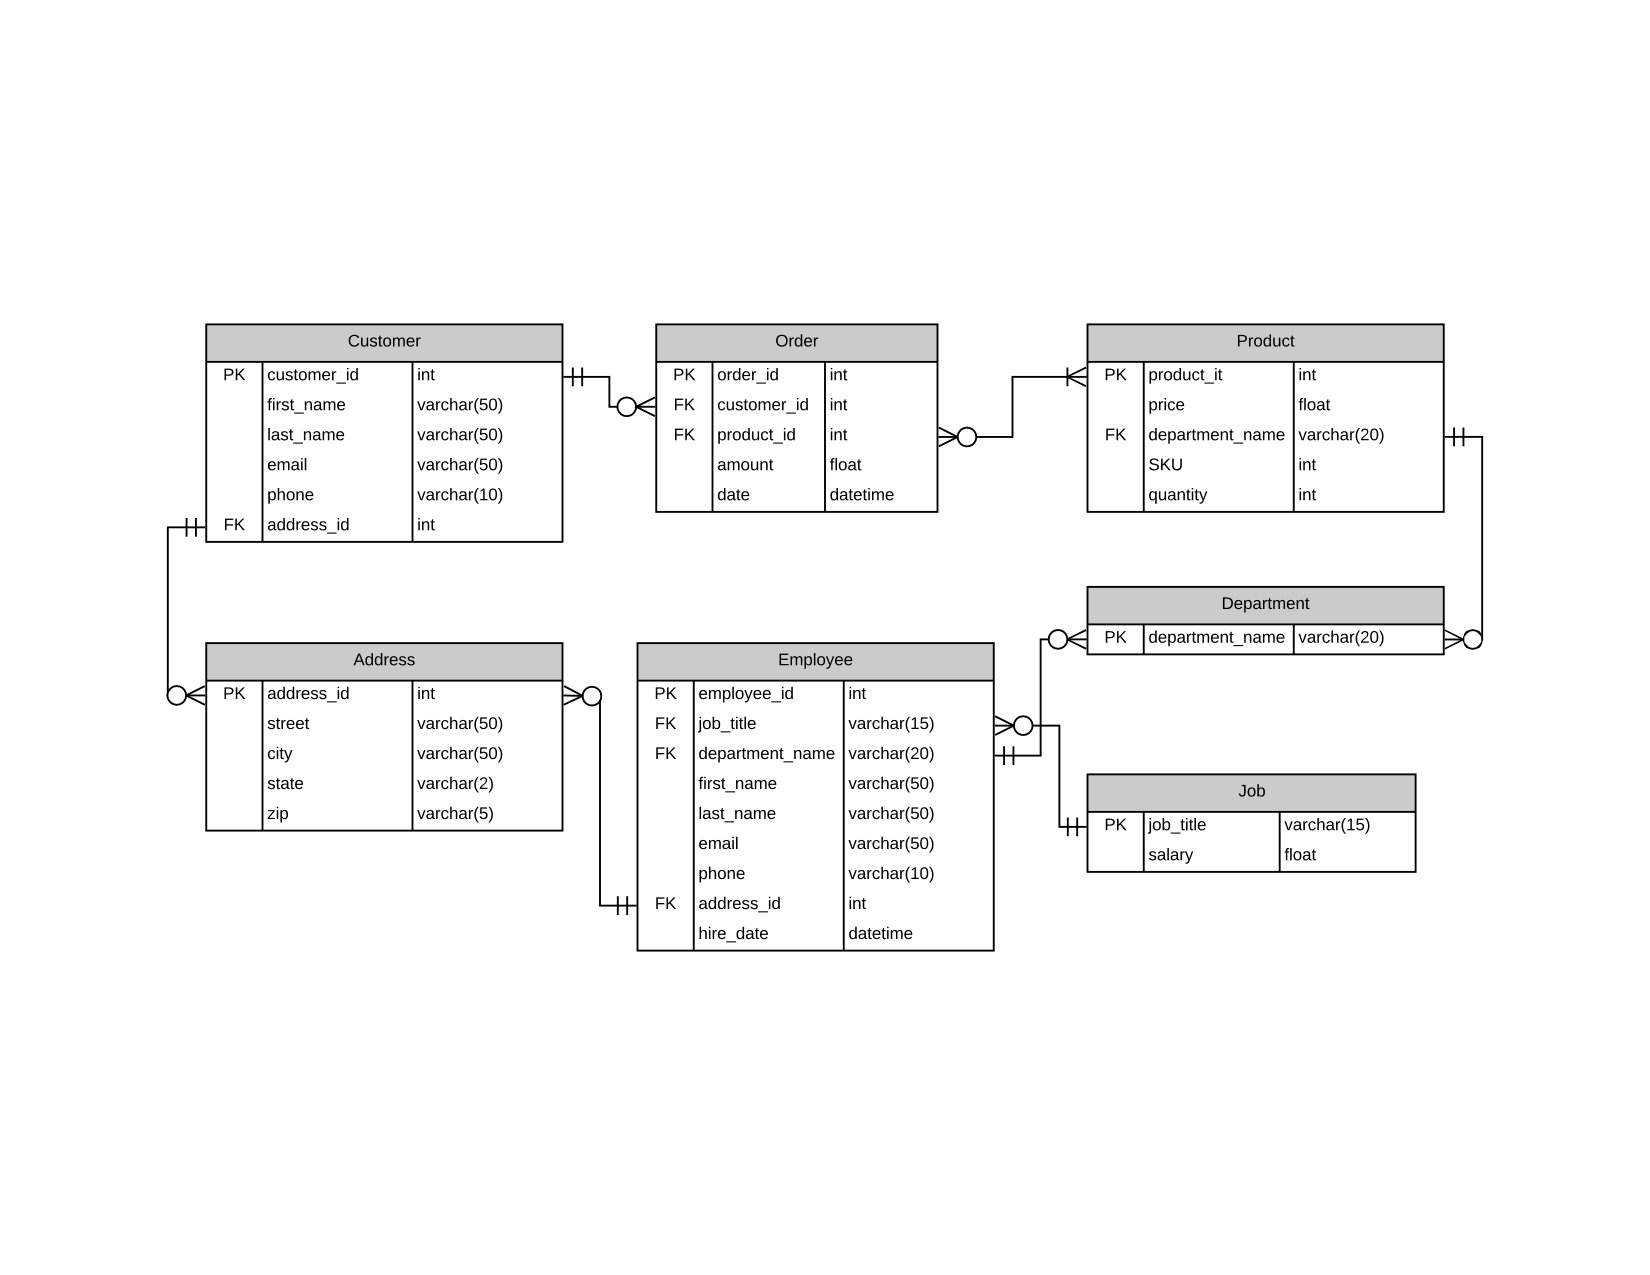 Customer
PK customer_id int
first_name varchar(50)
last_name varchar(50)
email varchar(50)
phone varchar(10)
FK address_id int
Order
PK order_id int
FK customer_id int
FK product_id int
amount float
date datetime
Product
PK product_it int
price float
FK department_name varchar(20)
SKU int
quantity int
Department
PK department_name varchar(20)
Address
PK address_id int
street varchar(50)
city varchar(50)
state varchar(2)
zip varchar(5)
Employee
PK employee_id int
FK job_title varchar(15)
FK department_name varchar(20)
first_name varchar(50)
last_name varchar(50)
email varchar(50)
phone varchar(10)
FK address_id int
hire_date datetime
Job
PK job_title varchar(15)
salary float